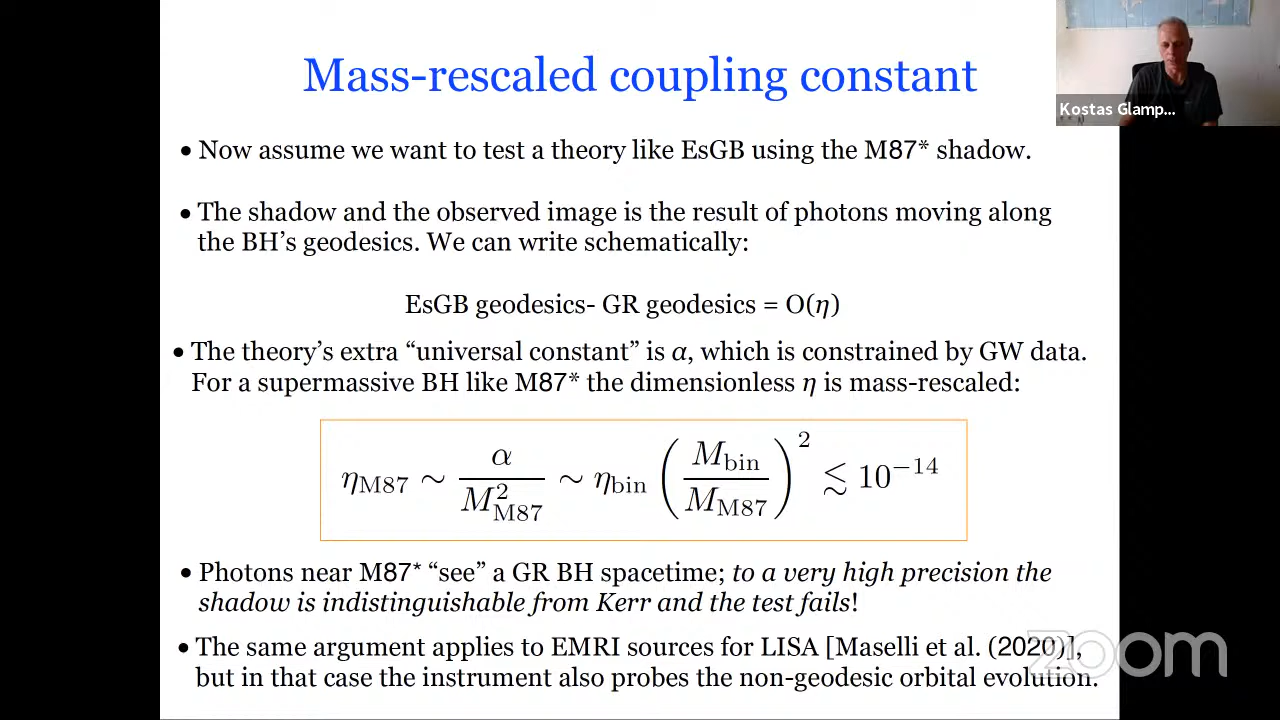 Mass-rescaled coupling constant
Kostas Glamp...
• Now assume we want to test a theory like EsGB using the M87* shadow.
• The shadow and the observed image is the result of photons moving along
the BH's geodesics. We can write schematically:
EsGB geodesics- GR geodesics = O(η)
• The theory's extra “universal constant” is α, which is constrained by GW data.
For a supermassive BH like M87* the dimensionless η is mass-rescaled:
η_M87 ∼ α / M²_M87 ∼ η_bin (M_bin / M_M87)² ≲ 10⁻¹⁴
• Photons near M87* “see” a GR BH spacetime; to a very high precision the
shadow is indistinguishable from Kerr and the test fails!
• The same argument applies to EMRI sources for LISA [Maselli et al. (2020)],
but in that case the instrument also probes the non-geodesic orbital evolution.
zoom